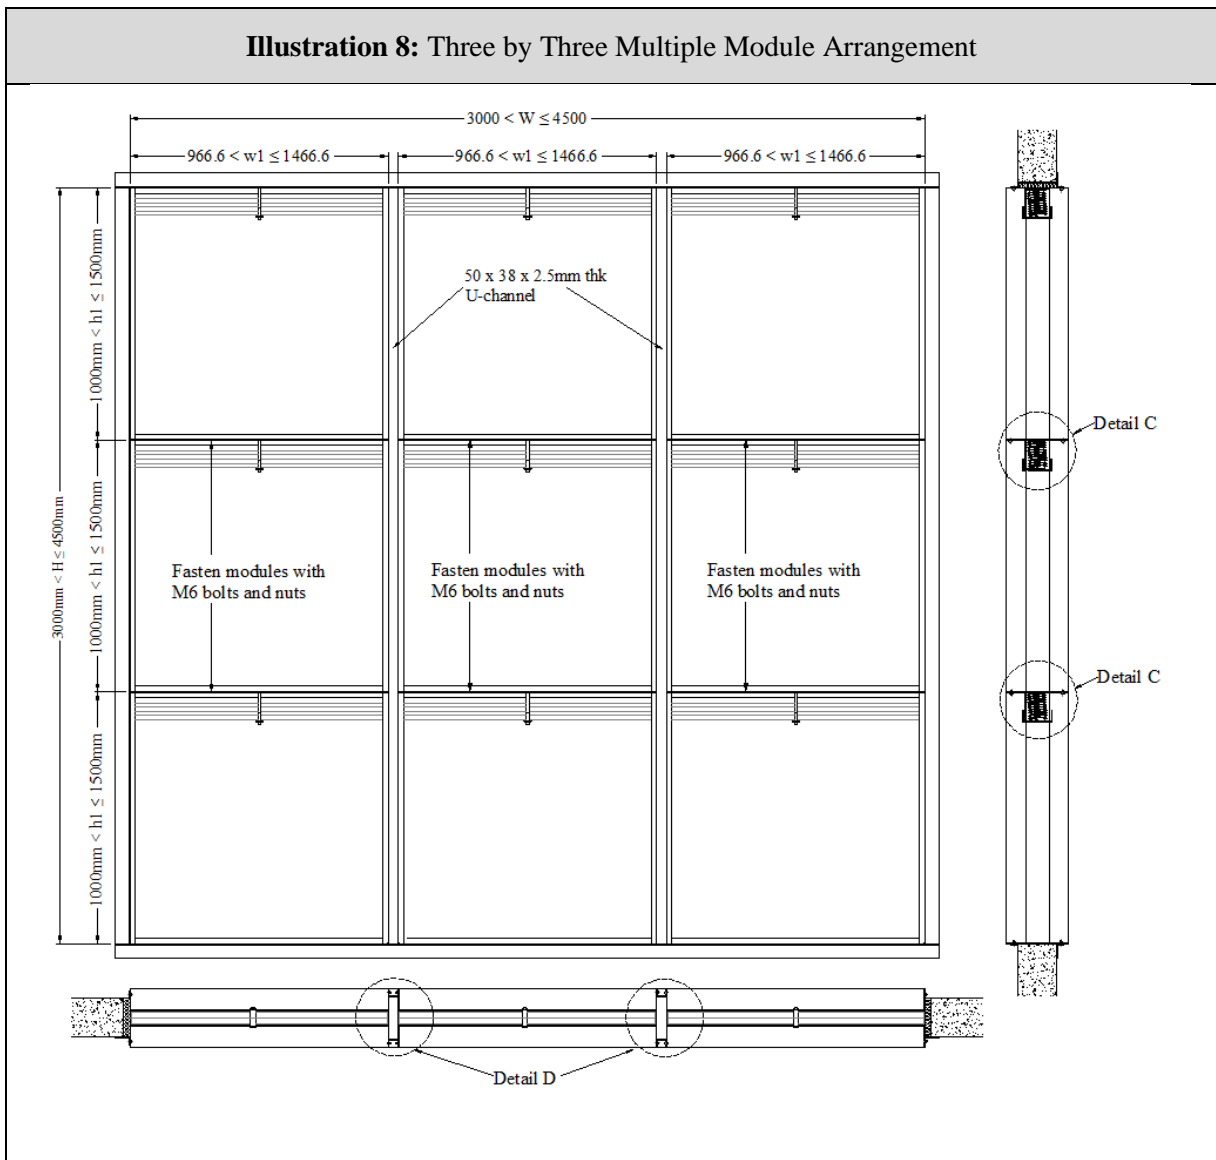 Illustration 8: Three by Three Multiple Module Arrangement
3000 < W ≤ 4500
966.6 < w1 ≤ 1466.6
966.6 < w1 ≤ 1466.6
966.6 < w1 ≤ 1466.6
1000mm < h1 ≤ 1500mm
50 x 38 x 2.5mm thk
U-channel
Detail C
3000mm < H ≤ 4500mm
1000mm < h1 ≤ 1500mm
Fasten modules with
M6 bolts and nuts
Fasten modules with
M6 bolts and nuts
Fasten modules with
M6 bolts and nuts
Detail C
1000mm < h1 ≤ 1500mm
Detail D